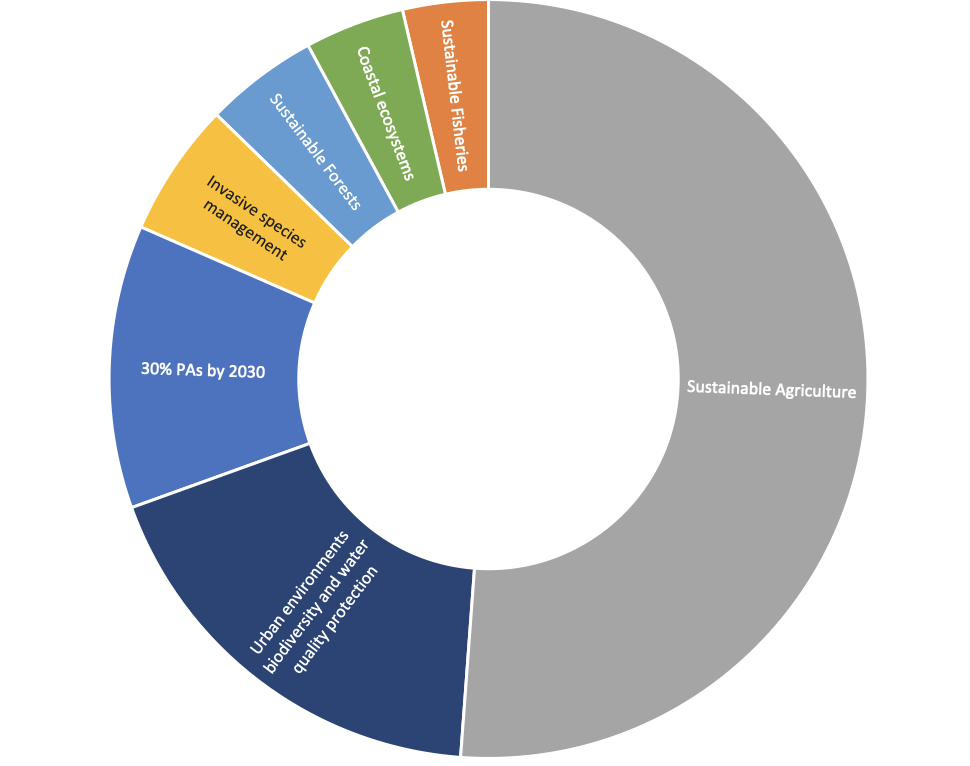 Sustainable Fisheries
Coastal ecosystems
Sustainable Forests
Invasive species
management
30% PAs by 2030
Sustainable Agriculture
Urban environments
biodiversity and water
quality protection